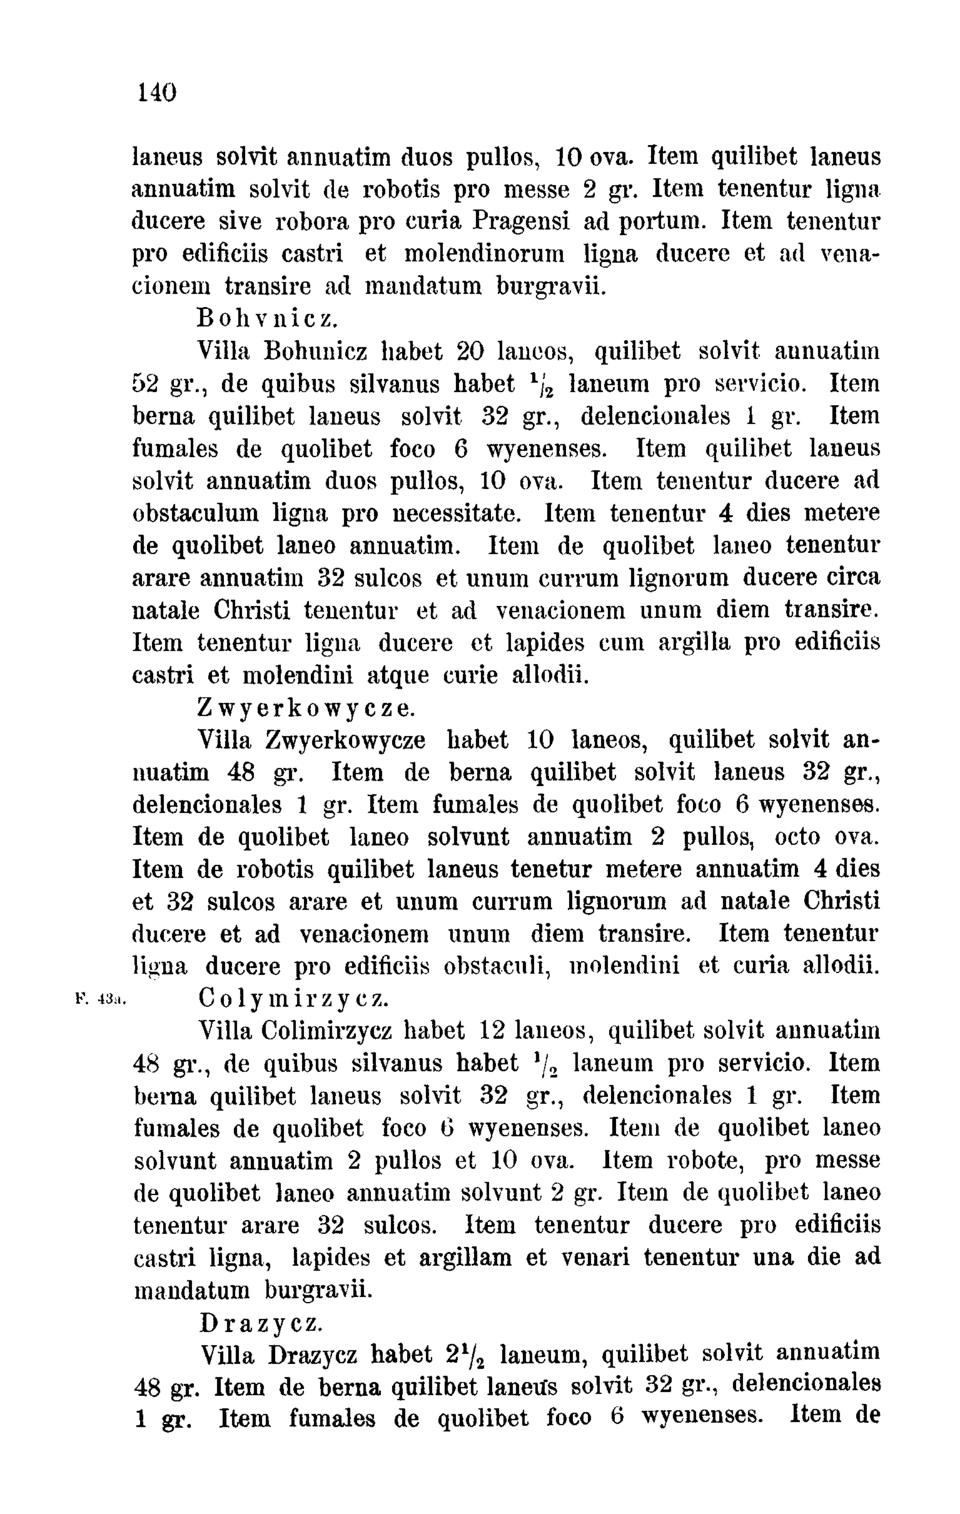 140
laneus solvit annuatim duos pullos, 10 ova. Item quilibet laneus
annuatim solvit de robotis pro messe 2 gr. Item tenentur ligna
ducere sive robora pro curia Pragensi ad portum. Item tenentur
pro edificiis castri et molendinorum ligna ducere et ad vena-
cionem transire ad mandatum burgravii.
Bohvnicz.
Villa Bohunicz habet 20 laneos, quilibet solvit annuatim
52 gr., de quibus silvanus habet 1/2 laneum pro servicio. Item
berna quilibet laneus solvit 32 gr., delencionales 1 gr. Item
fumales de quolibet foco 6 wyenenses. Item quilibet laneus
solvit annuatim duos pullos, 10 ova. Item tenentur ducere ad
obstaculum ligna pro necessitate. Item tenentur 4 dies metere
de quolibet laneo annuatim. Item de quolibet laneo tenentur
arare annuatim 32 sulcos et unum currum lignorum ducere circa
natale Christi tenentur et ad venacionem unum diem transire.
Item tenentur ligna ducere et lapides cum argilla pro edificiis
castri et molendini atque curie allodii.
Zwyerkowycze.
Villa Zwyerkowycze habet 10 laneos, quilibet solvit an-
nuatim 48 gr. Item de berna quilibet solvit laneus 32 gr.,
delencionales 1 gr. Item fumales de quolibet foco 6 wyenenses.
Item de quolibet laneo solvunt annuatim 2 pullos, octo ova.
Item de robotis quilibet laneus tenetur metere annuatim 4 dies
et 32 sulcos arare et unum currum lignorum ad natale Christi
ducere et ad venacionem unum diem transire. Item tenentur
ligna ducere pro edificiis obstaculi, molendini et curia allodii.
F. 43a. Colymirzycz.
Villa Colimirzycz habet 12 laneos, quilibet solvit annuatim
48 gr., de quibus silvanus habet 1/2 laneum pro servicio. Item
berna quilibet laneus solvit 32 gr., delencionales 1 gr. Item
fumales de quolibet foco 6 wyenenses. Item de quolibet laneo
solvunt annuatim 2 pullos et 10 ova. Item robote, pro messe
de quolibet laneo annuatim solvunt 2 gr. Item de quolibet laneo
tenentur arare 32 sulcos. Item tenentur ducere pro edificiis
castri ligna, lapides et argillam et venari tenentur una die ad
mandatum burgravii.
Drazycz.
Villa Drazycz habet 2 1/2 laneum, quilibet solvit annuatim
48 gr. Item de berna quilibet laneus solvit 32 gr., delencionales
1 gr. Item fumales de quolibet foco 6 wyenenses. Item de